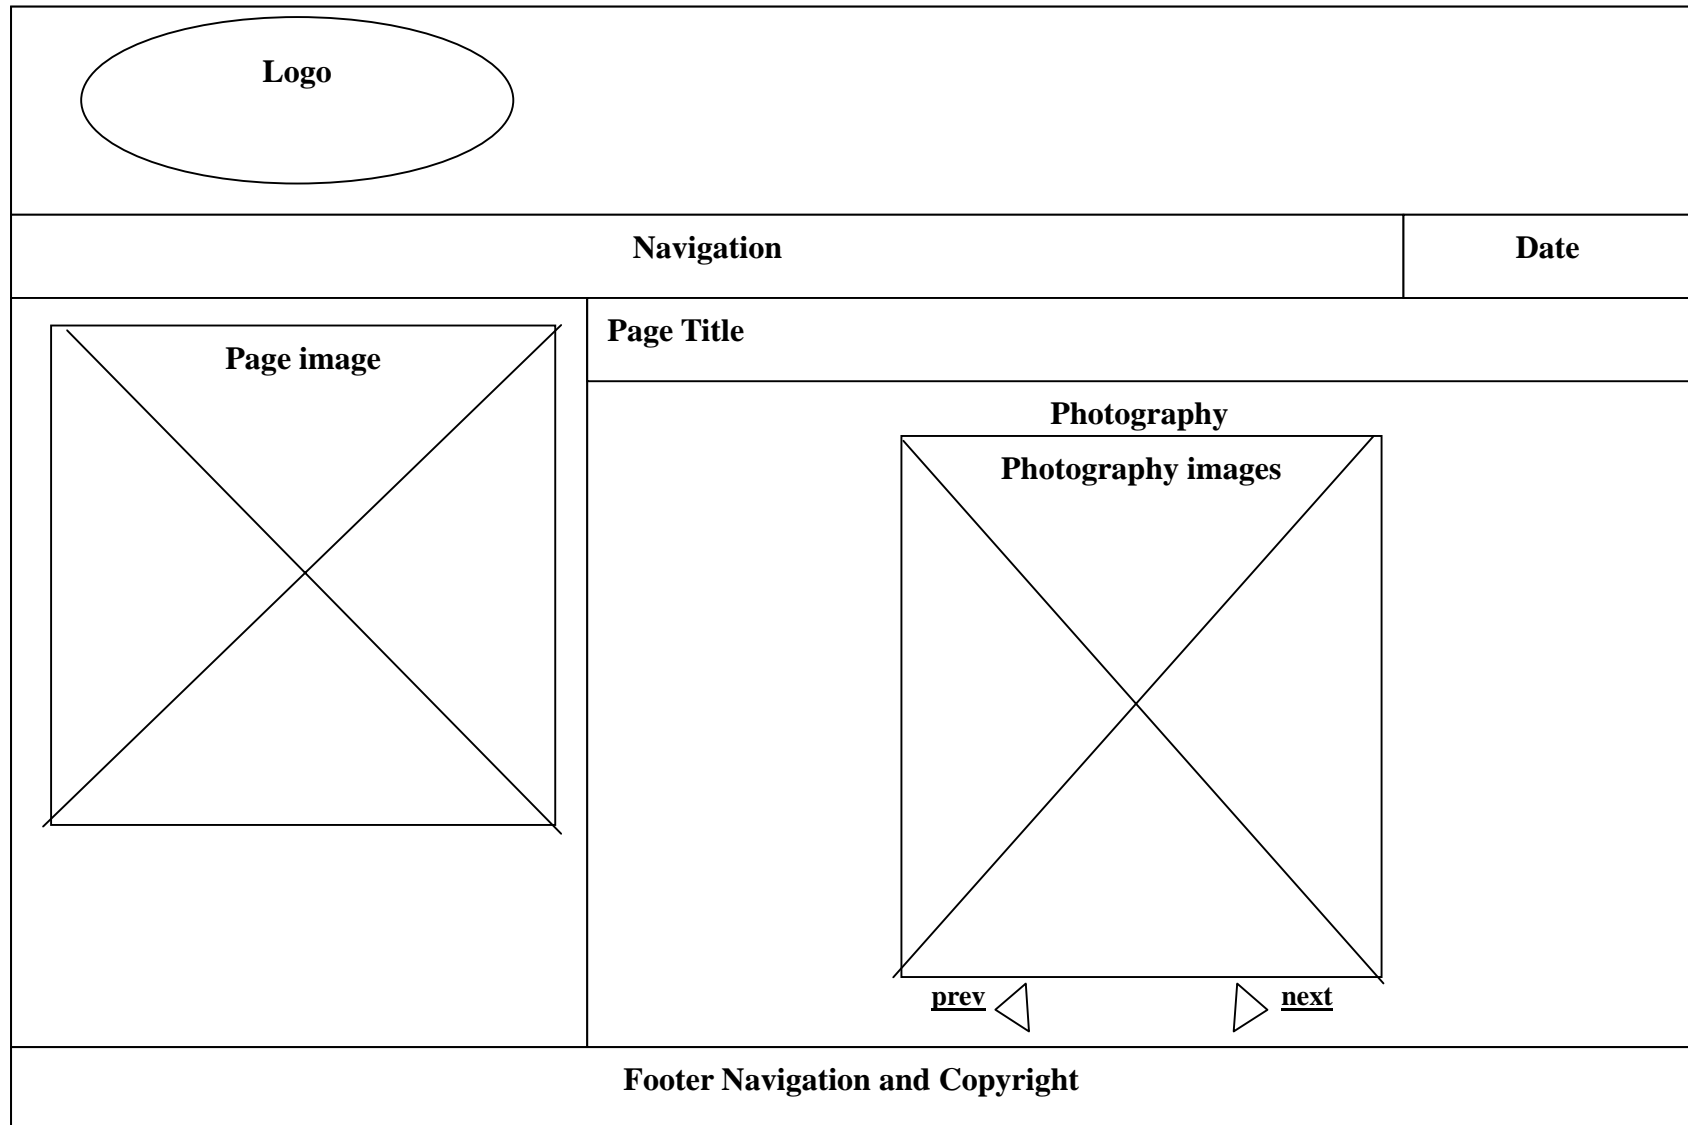 Logo
Navigation
Date
Page image
Page Title
Photography
Photography images
prev
next
Footer Navigation and Copyright